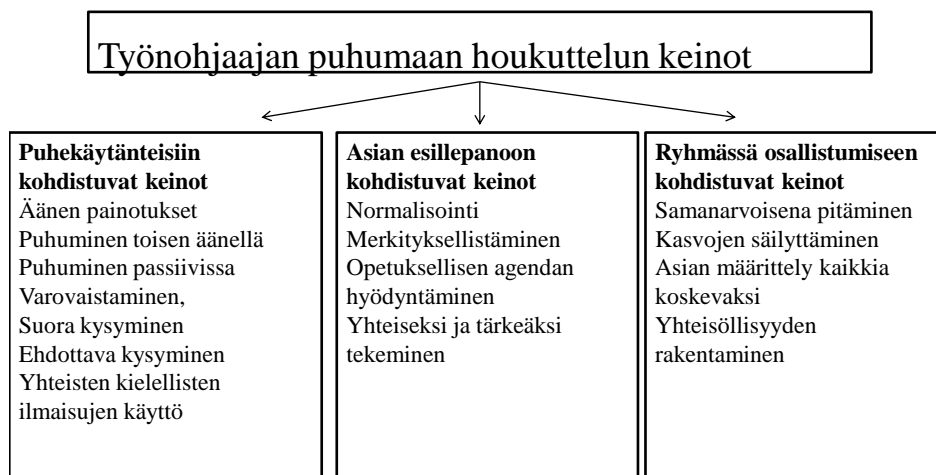 Työnohjaajan puhumaan houkuttelun keinot
Puhekäytänteisiin
kohdistuvat keinot
Äänen painotukset
Puhuminen toisen äänellä
Puhuminen passiivissa
Varovaistaminen,
Suora kysyminen
Ehdottava kysyminen
Yhteisten kielellisten
ilmaisujen käyttö
Asian esillepanoon
kohdistuvat keinot
Normalisointi
Merkityksellistäminen
Opetuksellisen agendan
hyödyntäminen
Yhteiseksi ja tärkeäksi
tekeminen
Ryhmässä osallistumiseen
kohdistuvat keinot
Samanarvoisena pitäminen
Kasvojen säilyttäminen
Asian määrittely kaikkia
koskevaksi
Yhteisöllisyyden
rakentaminen